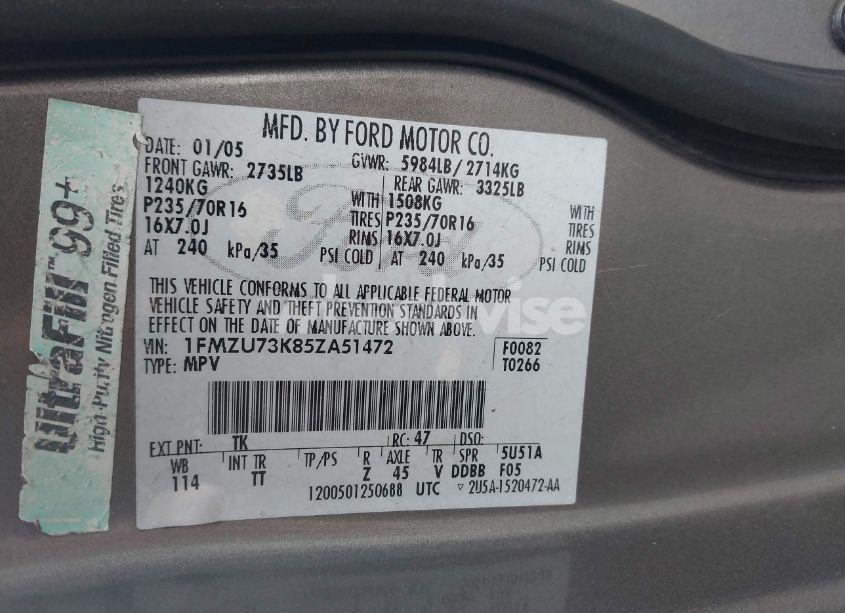 UltraFill™ 99+
High-Purity Nitrogen Filled Tires
MFD. BY FORD MOTOR CO.
DATE: 01/05 GVWR: 5984LB/ 2714KG
FRONT GAWR: 2735LB REAR GAWR: 3325LB
1240KG WITH 1508KG WITH
P235/70R16 TIRES P235/70R16 TIRES
16X7.0J RIMS 16X7.0J RIMS
AT 240 kPa/35 PSI COLD AT 240 kPa/35 PSI COLD
Ford
THIS VEHICLE CONFORMS TO ALL APPLICABLE FEDERAL MOTOR
VEHICLE SAFETY AND THEFT PREVENTION STANDARDS IN
EFFECT ON THE DATE OF MANUFACTURE SHOWN ABOVE.
VIN: 1FMZU73K85ZA51472 F0082
TYPE: MPV T0266
EXT PNT: TK RC: 47 DSO:
WB INT TR TP/PS R AXLE TR SPR 5U51A
114 TT Z 45 V DDBB F05
1200501250688 UTC ▽ 2U5A-1520472-AA